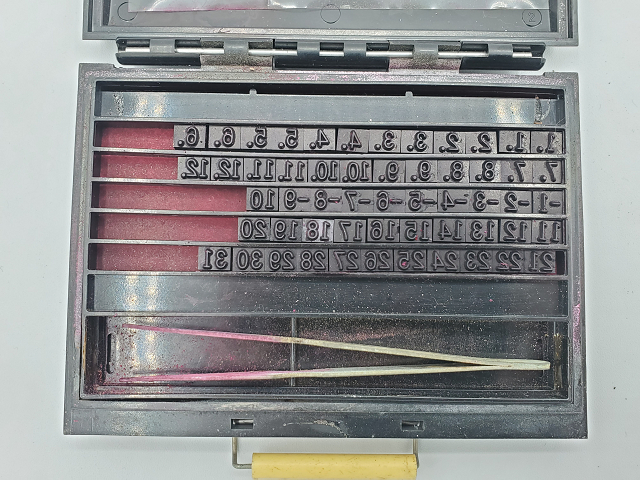 1. 1. 2. 2. 3. 3. 4. 4. 5. 5. 6. 6.
7. 7. 8. 8. 9. 9. 10. 10. 11. 11. 12. 12.
1-2-3-4-5-6-7-8-9-10
11 12 13 14 15 16 17 18 19 20
21 22 23 24 25 26 27 28 29 30 31